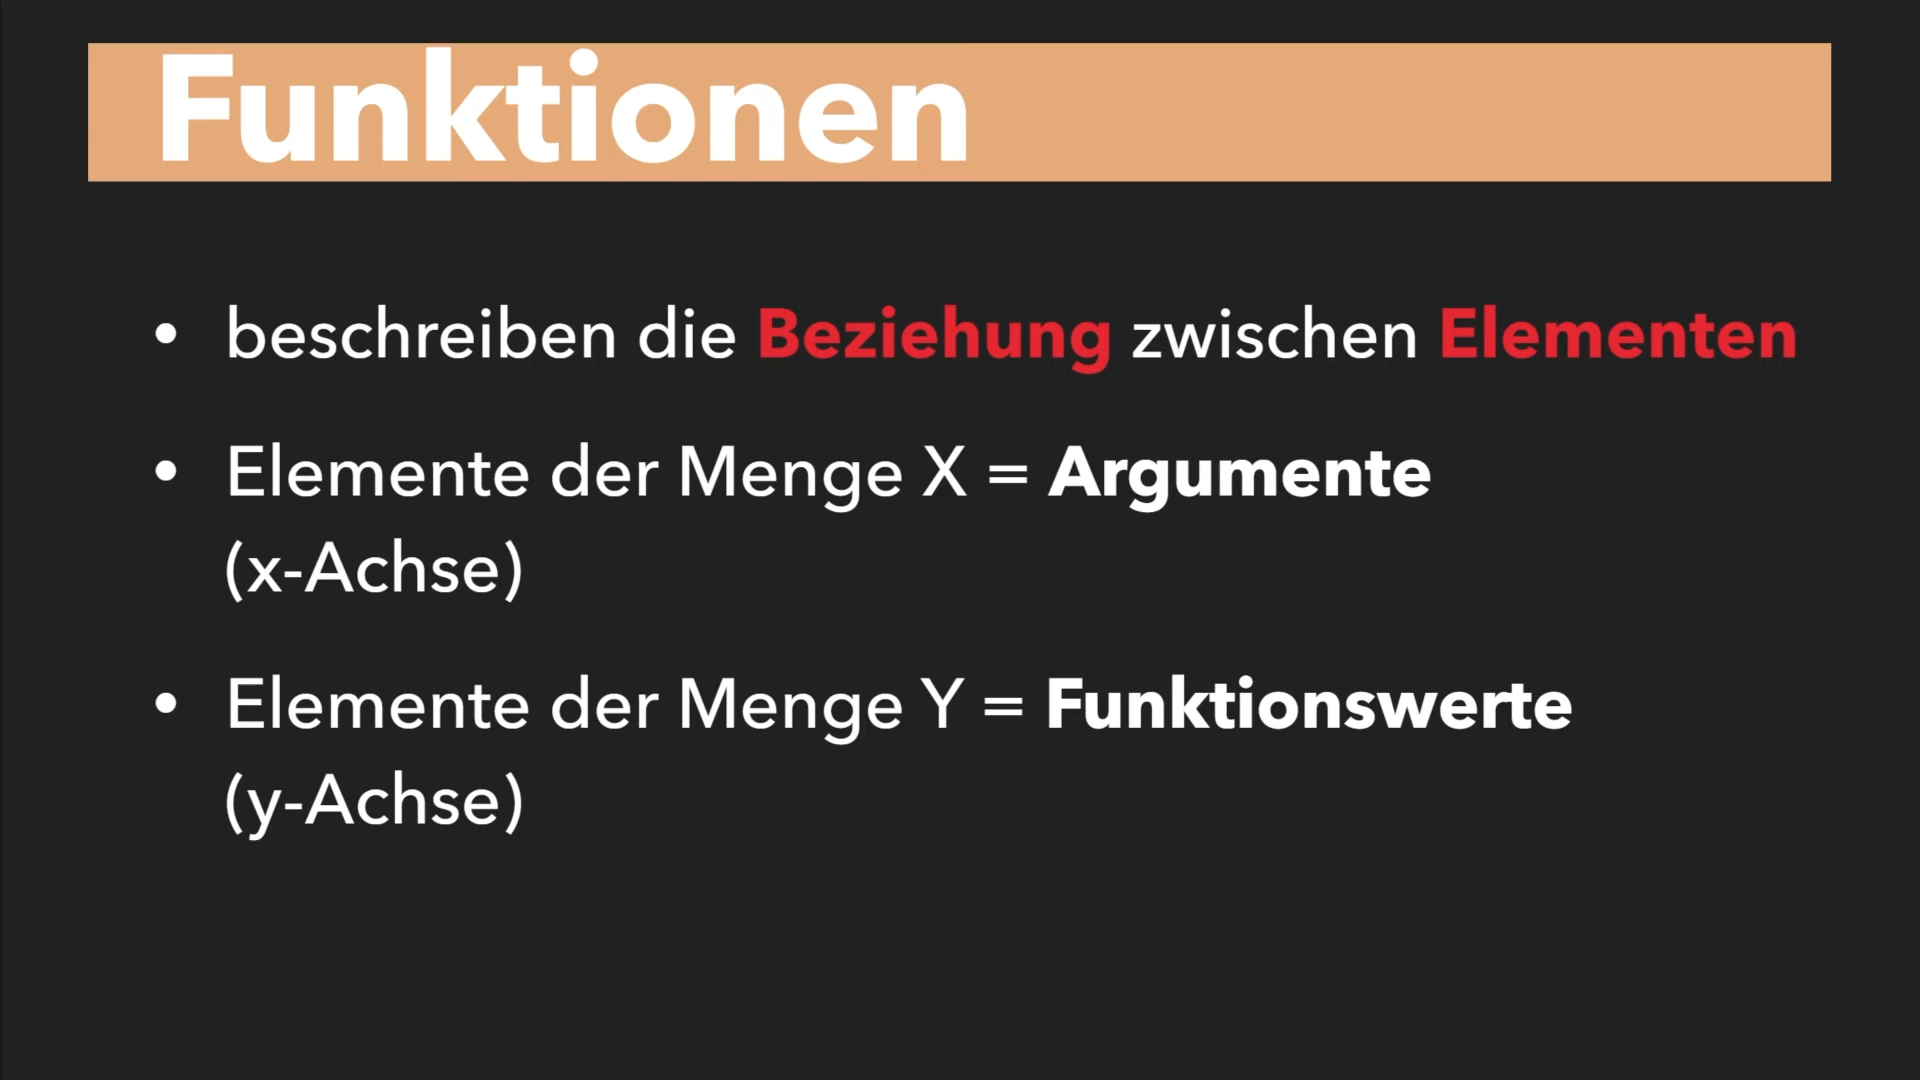 Funktionen
• beschreiben die Beziehung zwischen Elementen
• Elemente der Menge X = Argumente
(x-Achse)
• Elemente der Menge Y = Funktionswerte
(y-Achse)